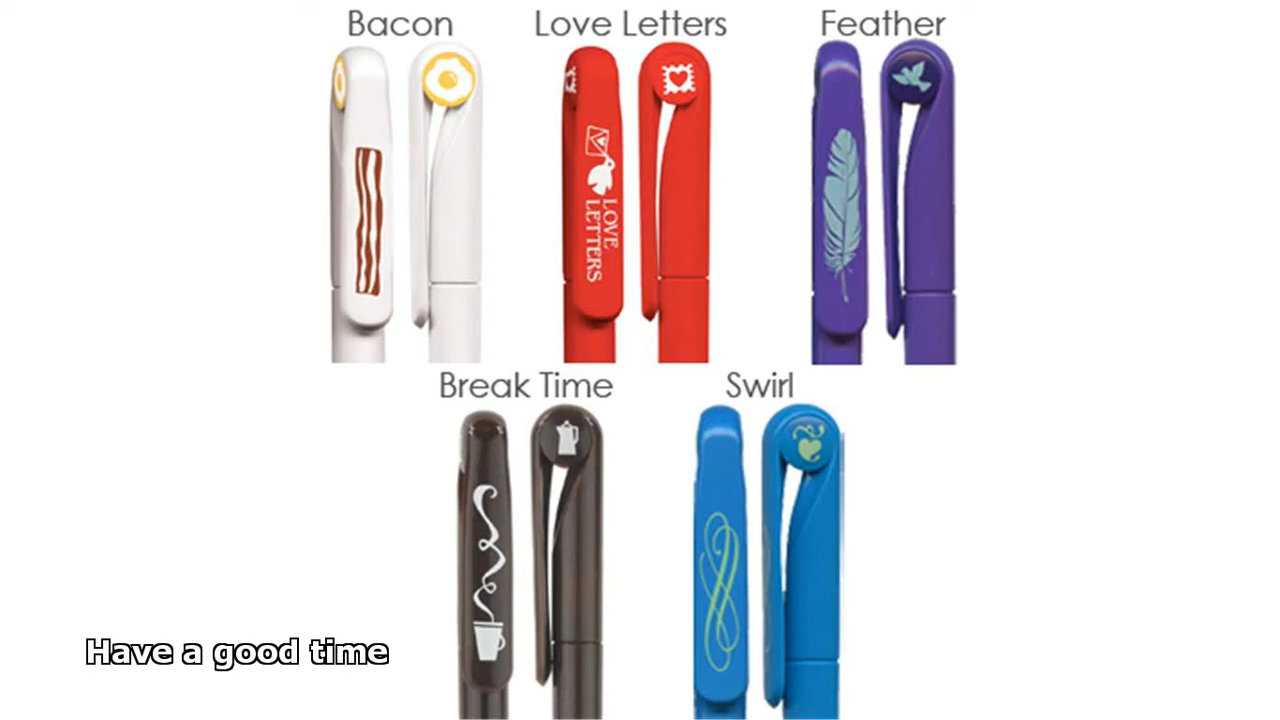 Bacon
Love Letters
Feather
LOVE
LETTERS
Break Time
Swirl
Have a good time